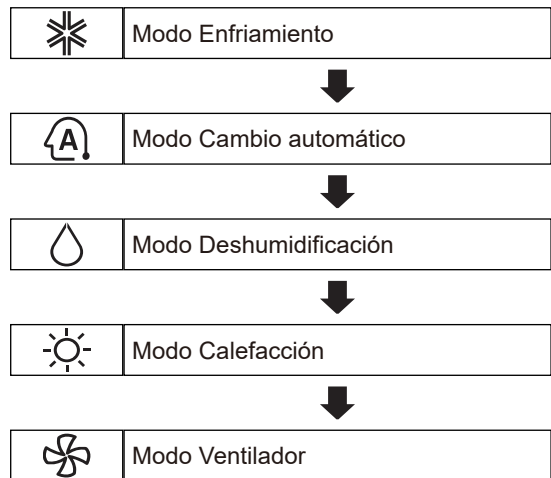 Modo Enfriamiento
A
Modo Cambio automático
Modo Deshumidificación
Modo Calefacción
Modo Ventilador